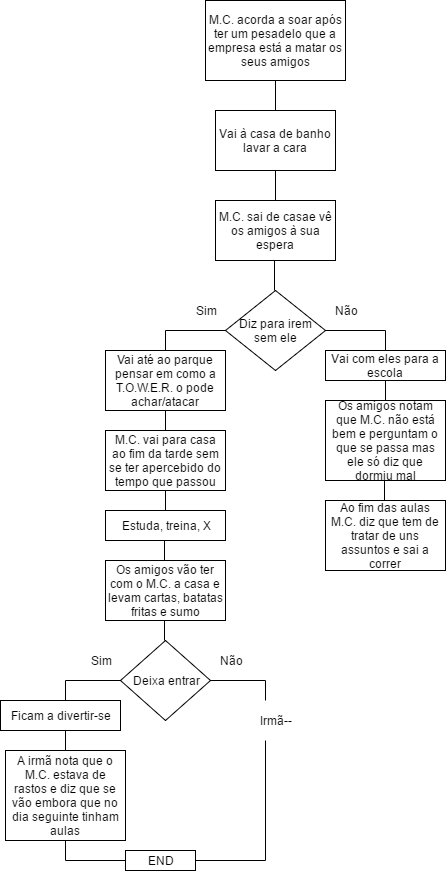 M.C. acorda a soar após
ter um pesadelo que a
empresa está a matar os
seus amigos
Vai à casa de banho
lavar a cara
M.C. sai de casae vê
os amigos à sua
espera
Sim
Não
Diz para irem
sem ele
Vai até ao parque
pensar em como a
T.O.W.E.R. o pode
achar/atacar
Vai com eles para a
escola
M.C. vai para casa
ao fim da tarde sem
se ter apercebido do
tempo que passou
Os amigos notam
que M.C. não está
bem e perguntam o
que se passa mas
ele só diz que
dormiu mal
Estuda, treina, X
Ao fim das aulas
M.C. diz que tem de
tratar de uns
assuntos e sai a
correr
Os amigos vão ter
com o M.C. a casa e
levam cartas, batatas
fritas e sumo
Sim
Não
Deixa entrar
Ficam a divertir-se
Irmã--
A irmã nota que o
M.C. estava de
rastos e diz que se
vão embora que no
dia seguinte tinham
aulas
END